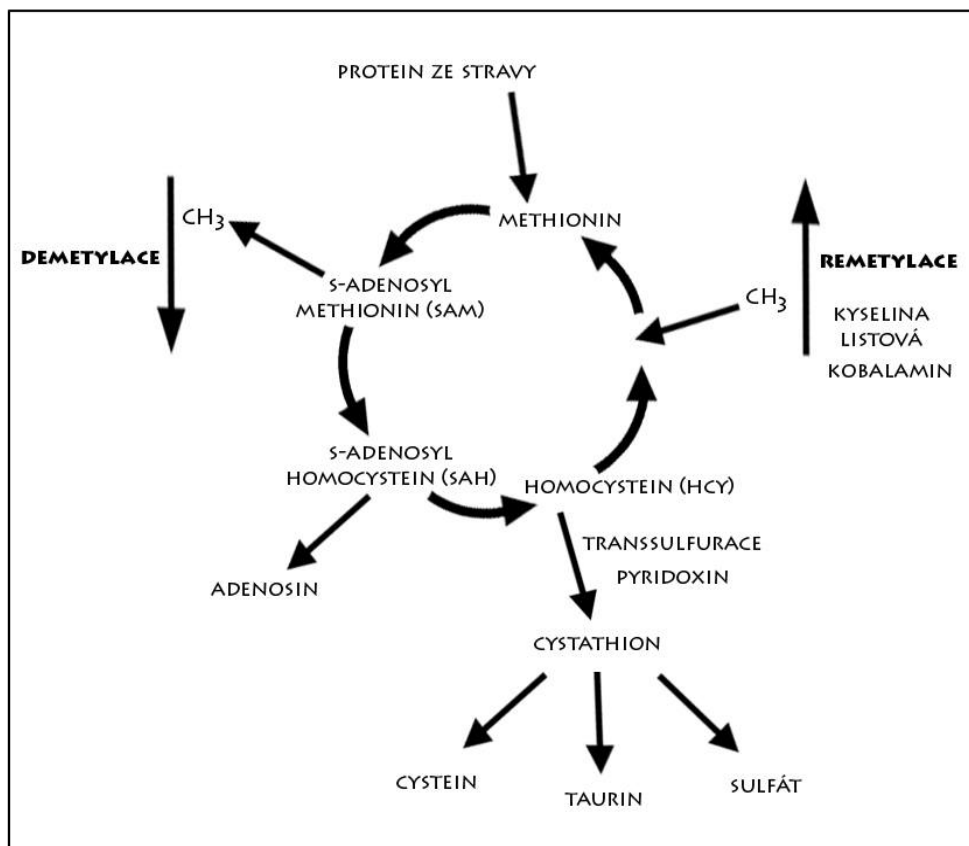 PROTEIN ZE STRAVY
CH3
METHIONIN
DEMETYLACE
REMETYLACE
S-ADENOSYL
METHIONIN (SAM)
CH3
KYSELINA
LISTOVÁ
KOBALAMIN
S-ADENOSYL
HOMOCYSTEIN (SAH)
HOMOCYSTEIN (HCY)
TRANSSULFURACE
PYRIDOXIN
ADENOSIN
CYSTATHION
CYSTEIN
TAURIN
SULFÁT